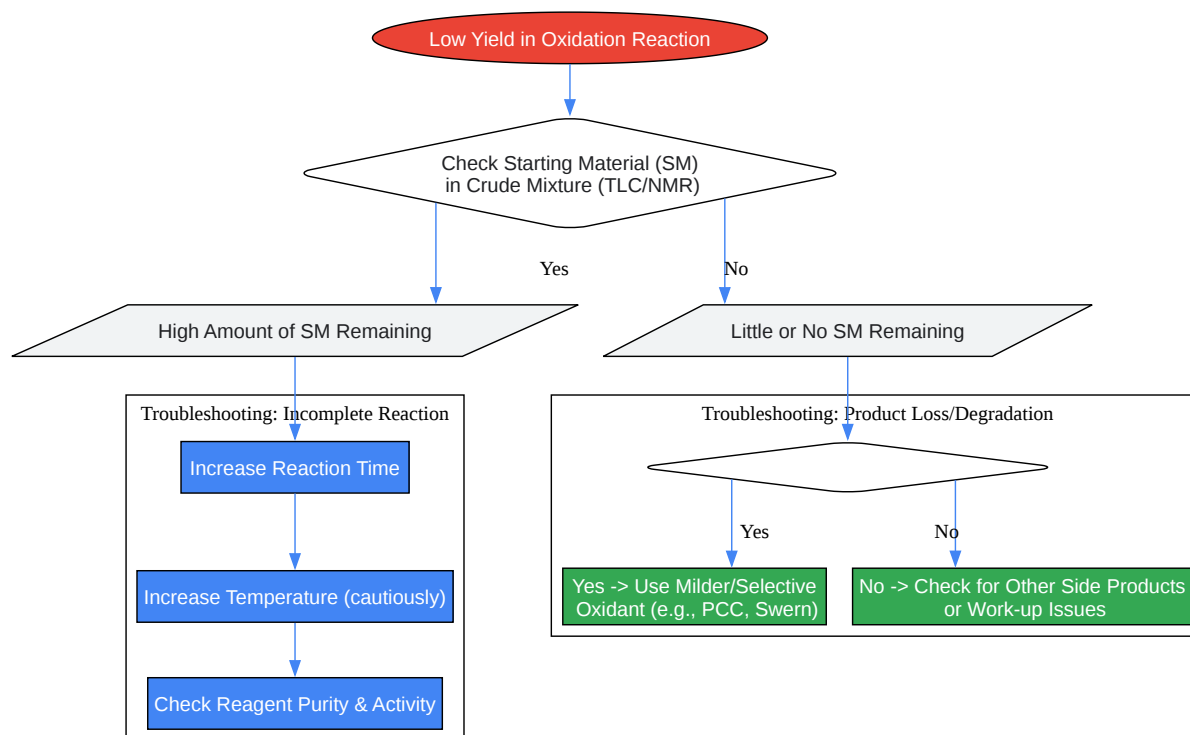 Low Yield in Oxidation Reaction
Check Starting Material (SM)
in Crude Mixture (TLC/NMR)
Yes
No
High Amount of SM Remaining
Little or No SM Remaining
Troubleshooting: Incomplete Reaction
Increase Reaction Time
Increase Temperature (cautiously)
Check Reagent Purity & Activity
Troubleshooting: Product Loss/Degradation
Yes
No
Yes -> Use Milder/Selective
Oxidant (e.g., PCC, Swern)
No -> Check for Other Side Products
or Work-up Issues